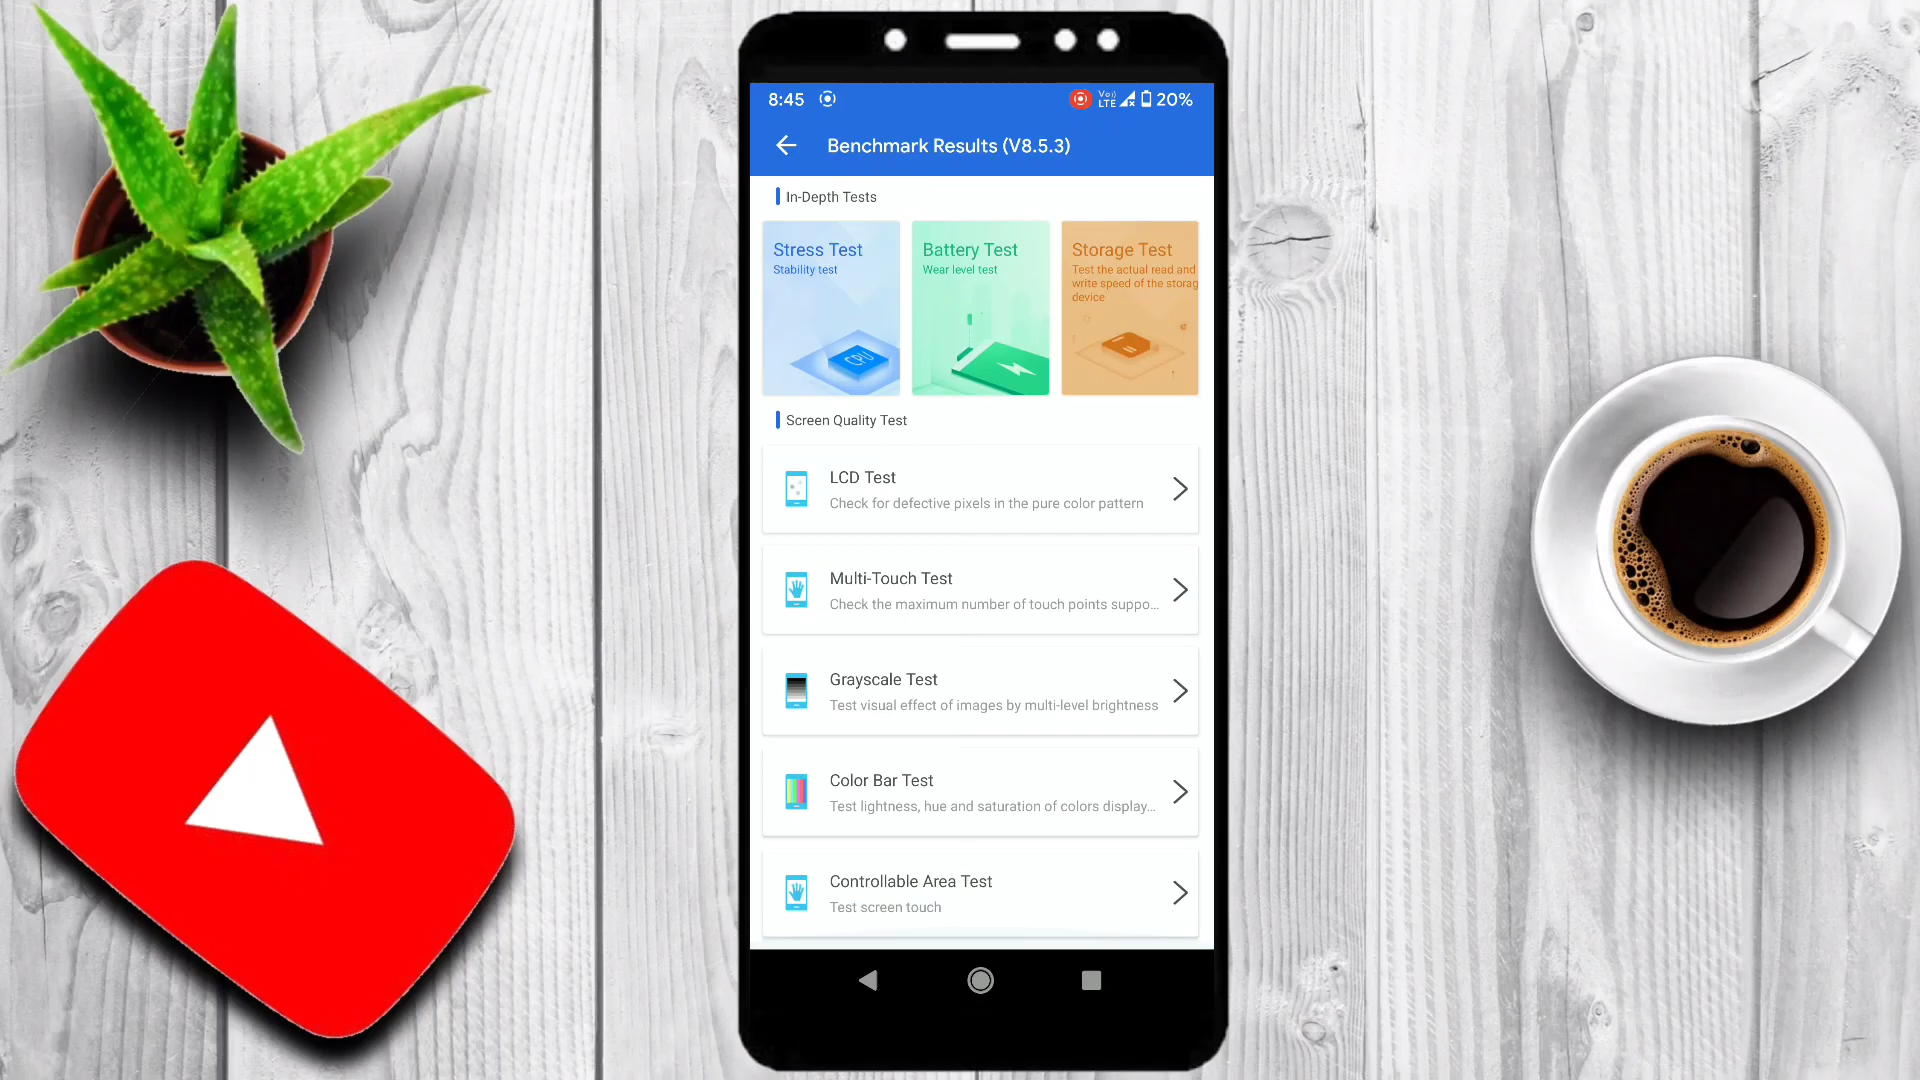 8:45 Vo)) LTE 20%
Benchmark Results (V8.5.3)
In-Depth Tests
Stress Test
Stability test
Battery Test
Wear level test
Storage Test
Test the actual read and
write speed of the storag
device
CPU
Screen Quality Test
LCD Test
Check for defective pixels in the pure color pattern
Multi-Touch Test
Check the maximum number of touch points suppo...
Grayscale Test
Test visual effect of images by multi-level brightness
Color Bar Test
Test lightness, hue and saturation of colors display...
Controllable Area Test
Test screen touch